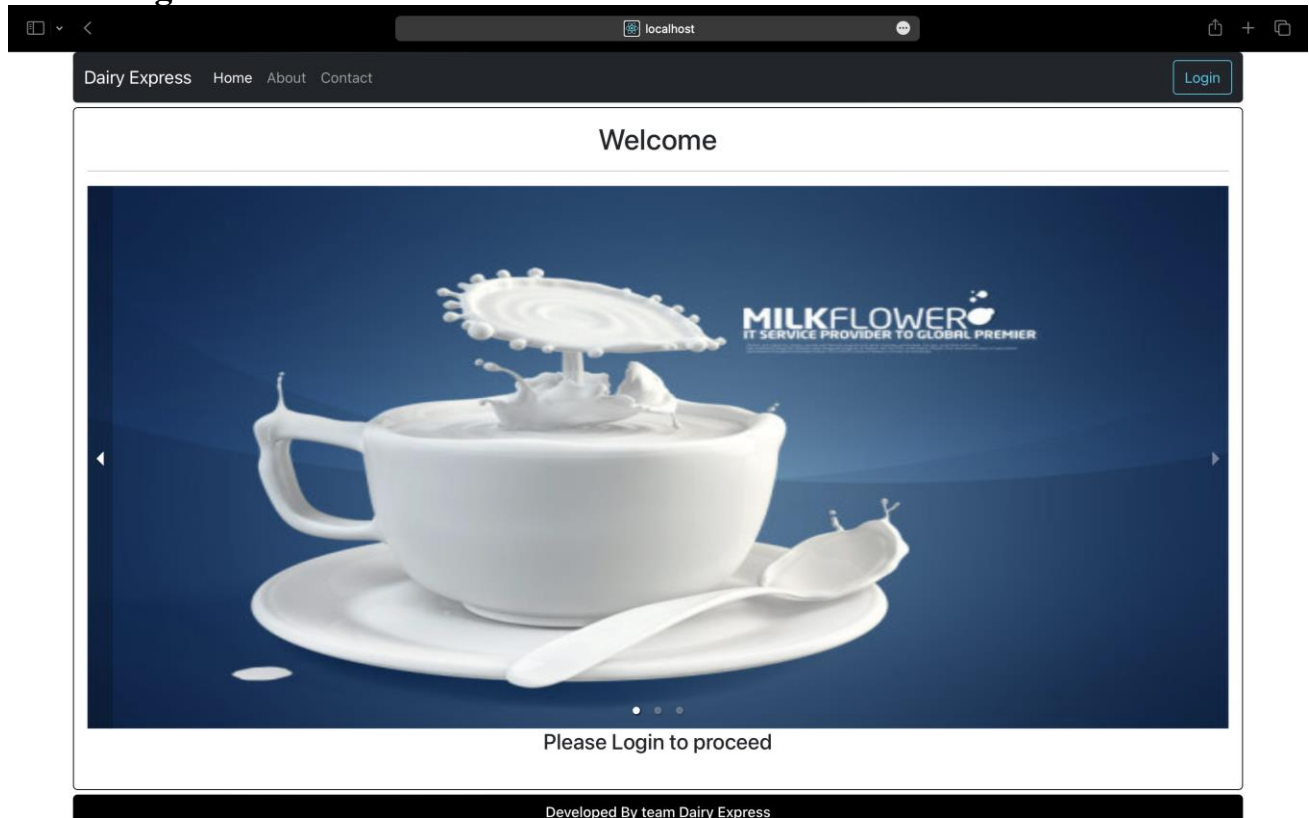 localhost
Dairy Express Home About Contact Login
Welcome
MILKFLOWER
IT SERVICE PROVIDER TO GLOBAL PREMIER
Please Login to proceed
Developed By team Dairy Express